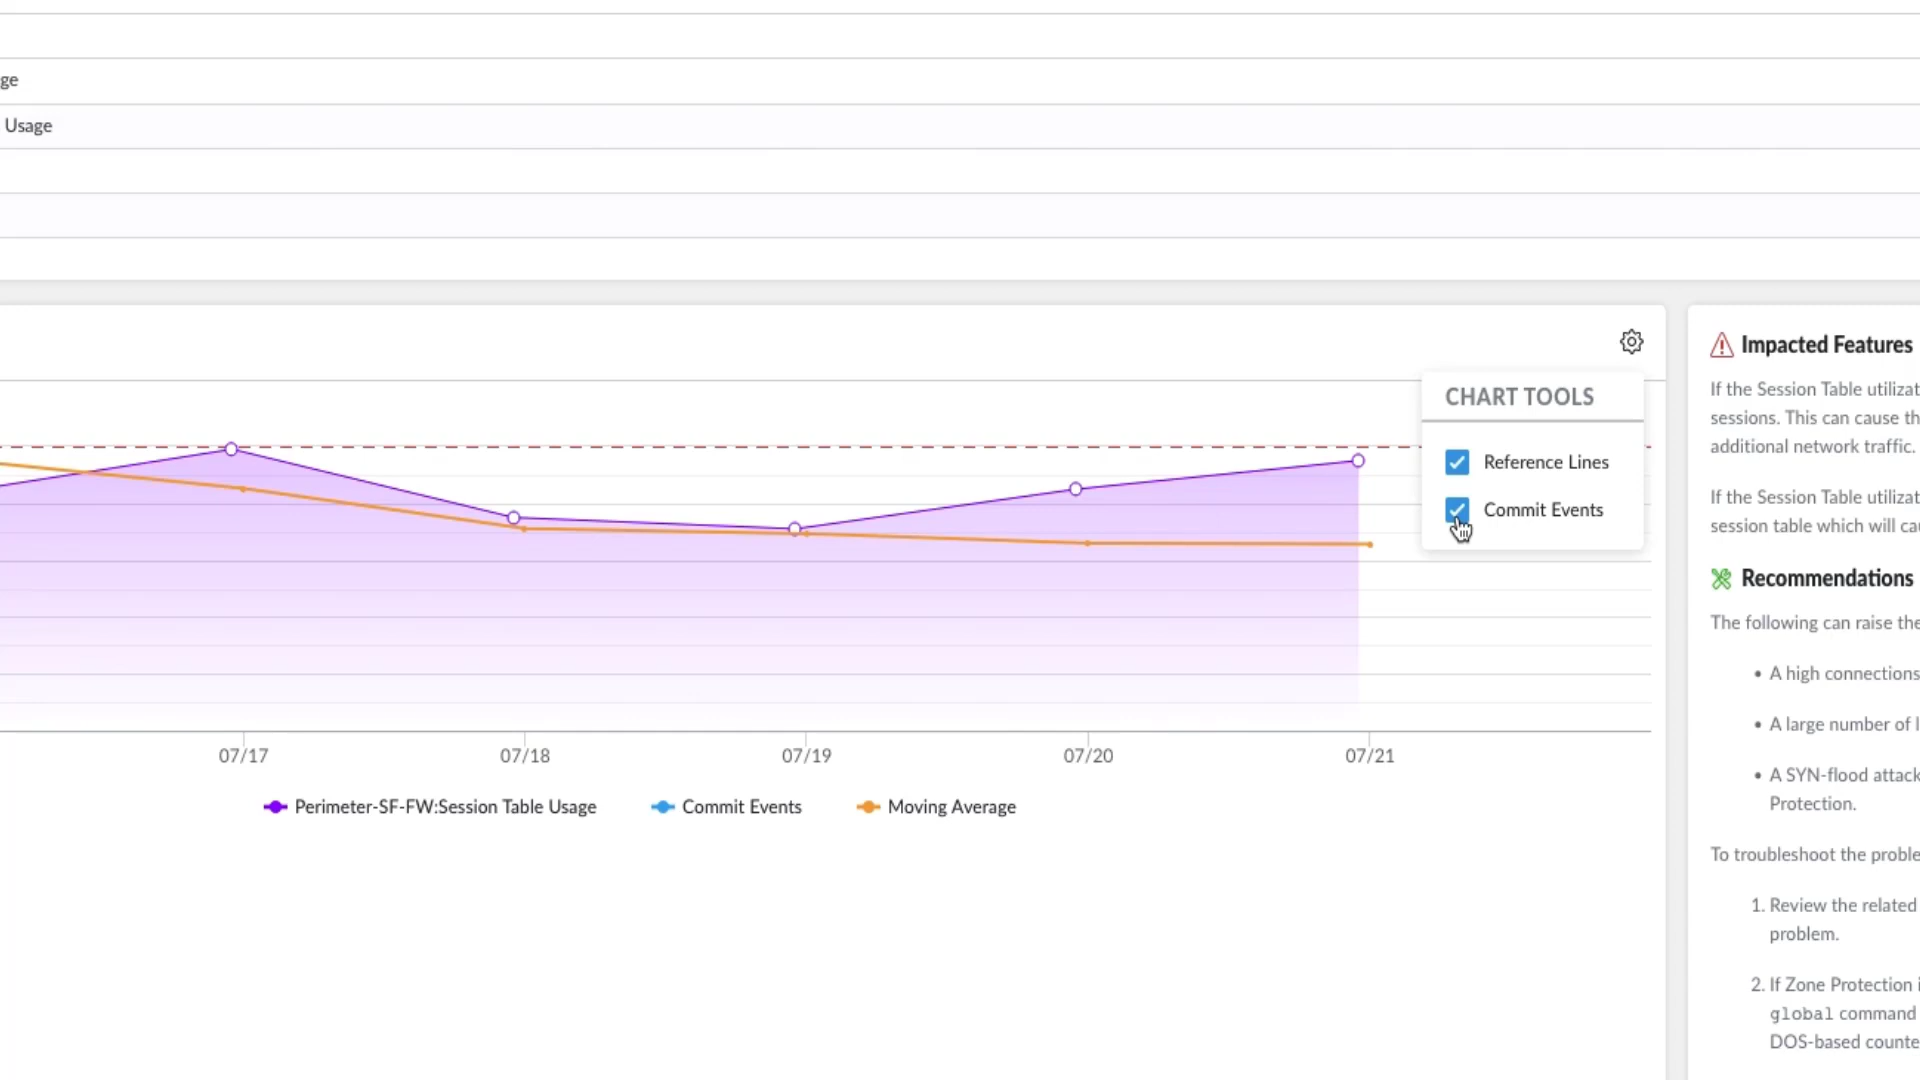 ge
Usage
CHART TOOLS
Reference Lines
Commit Events
07/17
07/18
07/19
07/20
07/21
Perimeter-SF-FW:Session Table Usage
Commit Events
Moving Average
Impacted Features
If the Session Table utilizat
sessions. This can cause th
additional network traffic.
If the Session Table utilizat
session table which will cau
Recommendations
The following can raise the
• A high connections
• A large number of l
• A SYN-flood attack
Protection.
To troubleshoot the proble
1. Review the related
problem.
2. If Zone Protection i
global command
DOS-based counte